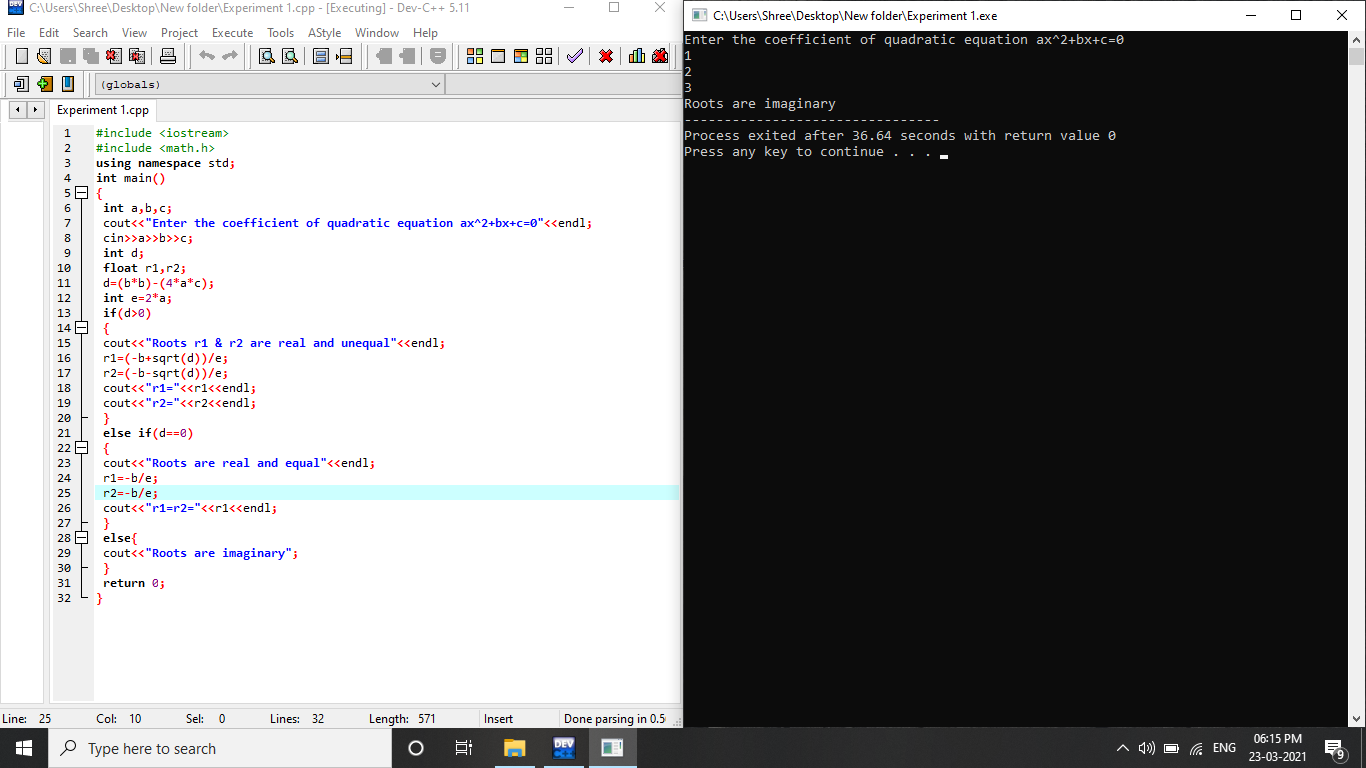 C:\Users\Shree\Desktop\New folder\Experiment 1.cpp - [Executing] - Dev-C++ 5.11
File Edit Search View Project Execute Tools AStyle Window Help
(globals)
Experiment 1.cpp
1 #include <iostream>
2 #include <math.h>
3 using namespace std;
4 int main()
5 {
6 int a,b,c;
7 cout<<"Enter the coefficient of quadratic equation ax^2+bx+c=0"<<endl;
8 cin>>a>>b>>c;
9 int d;
10 float r1,r2;
11 d=(b*b)-(4*a*c);
12 int e=2*a;
13 if(d>0)
14 {
15 cout<<"Roots r1 & r2 are real and unequal"<<endl;
16 r1=(-b+sqrt(d))/e;
17 r2=(-b-sqrt(d))/e;
18 cout<<"r1="<<r1<<endl;
19 cout<<"r2="<<r2<<endl;
20 }
21 else if(d==0)
22 {
23 cout<<"Roots are real and equal"<<endl;
24 r1=-b/e;
25 r2=-b/e;
26 cout<<"r1=r2="<<r1<<endl;
27 }
28 else{
29 cout<<"Roots are imaginary";
30 }
31 return 0;
32 }
Line: 25 Col: 10 Sel: 0 Lines: 32 Length: 571 Insert Done parsing in 0.5
C:\Users\Shree\Desktop\New folder\Experiment 1.exe
Enter the coefficient of quadratic equation ax^2+bx+c=0
1
2
3
Roots are imaginary
--------------------------------
Process exited after 36.64 seconds with return value 0
Press any key to continue . . .
Type here to search
DEV
ENG
06:15 PM
23-03-2021
9